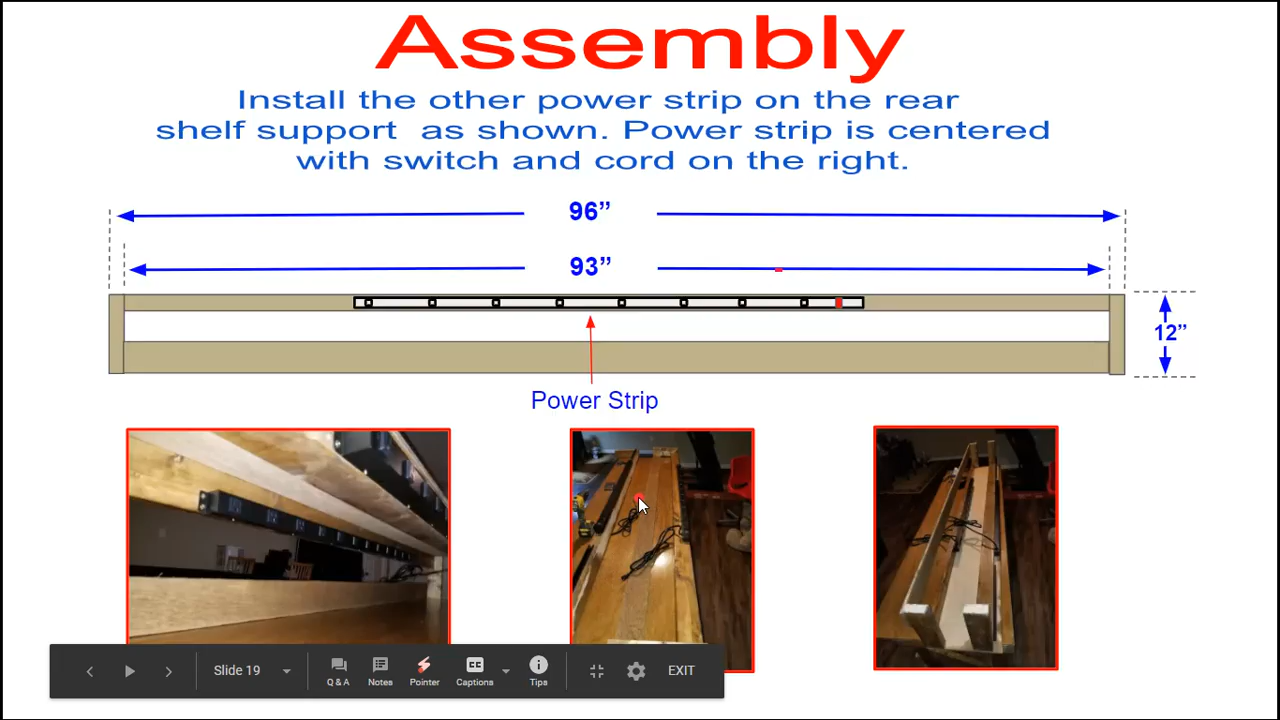 Assembly
Install the other power strip on the rear
shelf support as shown. Power strip is centered
with switch and cord on the right.
96”
93”
12”
Power Strip
Slide 19
Q & A
Notes
Pointer
CC
Captions
Tips
EXIT